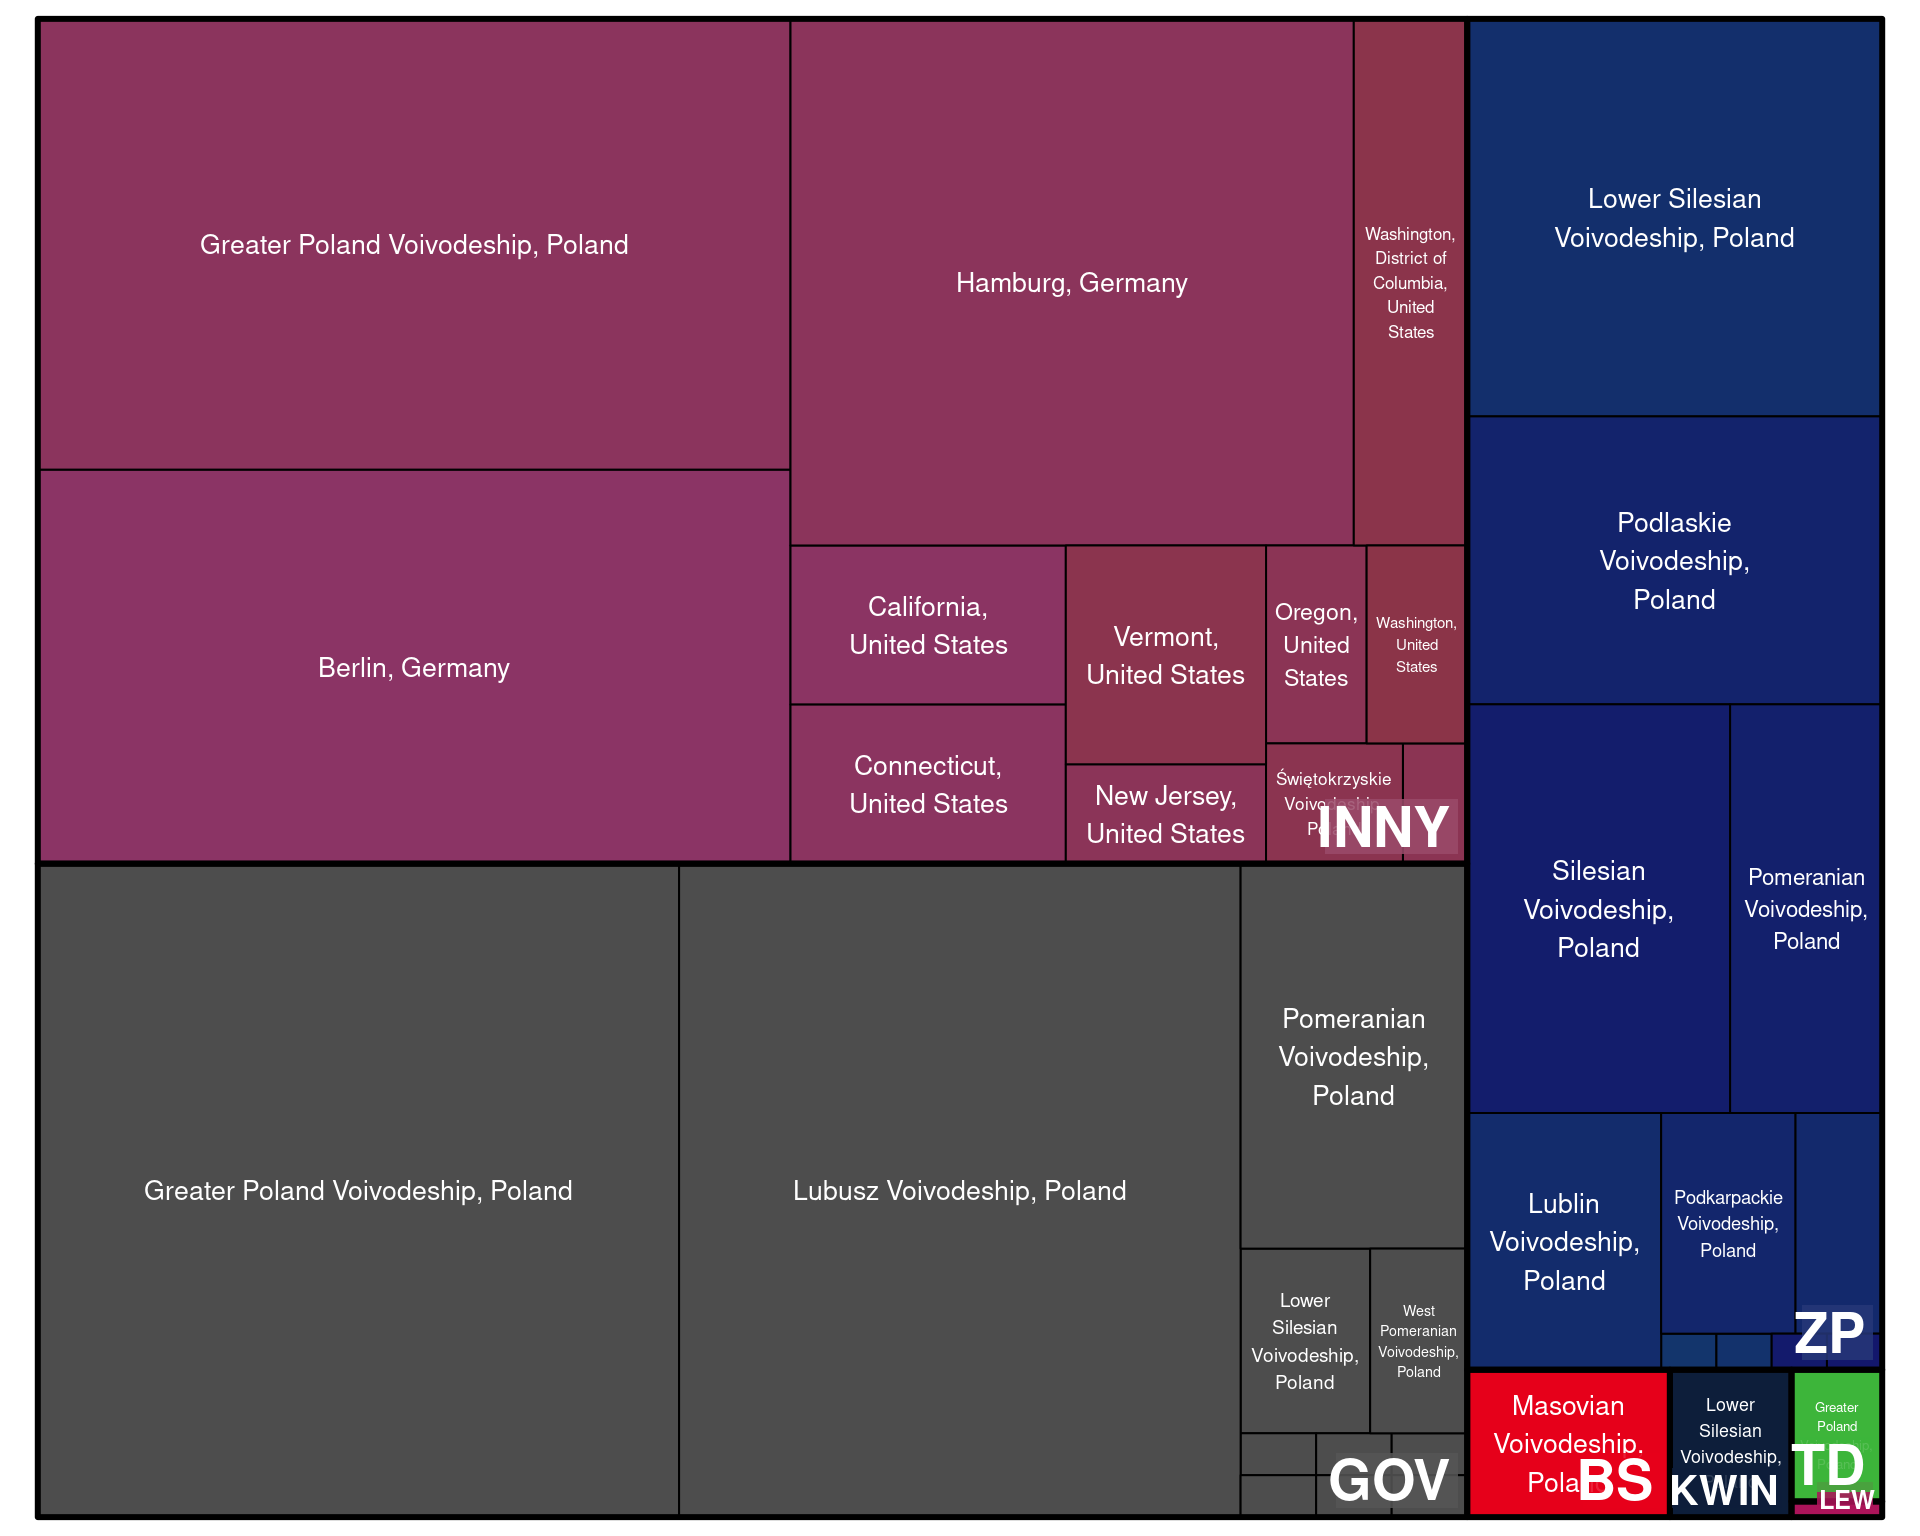 Greater Poland Voivodeship, Poland
Berlin, Germany
Hamburg, Germany
Washington,
District of
Columbia,
United
States
California,
United States
Connecticut,
United States
Vermont,
United States
New Jersey,
United States
Oregon,
United
States
Washington,
United
States
Świętokrzyskie
INNY
Greater Poland Voivodeship, Poland
Lubusz Voivodeship, Poland
Pomeranian
Voivodeship,
Poland
Lower
Silesian
Voivodeship,
Poland
West
Pomeranian
Voivodeship,
Poland
GOV
Lower Silesian
Voivodeship, Poland
Podlaskie
Voivodeship,
Poland
Silesian
Voivodeship,
Poland
Pomeranian
Voivodeship,
Poland
Lublin
Voivodeship,
Poland
Podkarpackie
Voivodeship,
Poland
ZP
Masovian
Voivodeship,
BS
Lower
Silesian
Voivodeship,
KWIN
Greater
Poland
TD
LEW